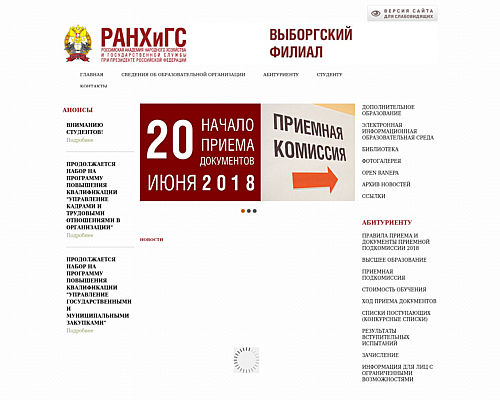 ВЕРСИЯ САЙТА
ДЛЯ СЛАБОВИДЯЩИХ
РАНХиГС
РОССИЙСКАЯ АКАДЕМИЯ НАРОДНОГО ХОЗЯЙСТВА
И ГОСУДАРСТВЕННОЙ СЛУЖБЫ
ПРИ ПРЕЗИДЕНТЕ РОССИЙСКОЙ ФЕДЕРАЦИИ
ВЫБОРГСКИЙ
ФИЛИАЛ
ГЛАВНАЯ СВЕДЕНИЯ ОБ ОБРАЗОВАТЕЛЬНОЙ ОРГАНИЗАЦИИ АБИТУРИЕНТУ СТУДЕНТУ
КОНТАКТЫ
АНОНСЫ
ВНИМАНИЮ
СТУДЕНТОВ!
Подробнее
ПРОДОЛЖАЕТСЯ
НАБОР НА
ПРОГРАММУ
ПОВЫШЕНИЯ
КВАЛИФИКАЦИИ
"УПРАВЛЕНИЕ
КАДРАМИ И
ТРУДОВЫМИ
ОТНОШЕНИЯМИ В
ОРГАНИЗАЦИИ"
Подробнее
ПРОДОЛЖАЕТСЯ
НАБОР НА
ПРОГРАММУ
ПОВЫШЕНИЯ
КВАЛИФИКАЦИИ
"УПРАВЛЕНИЕ
ГОСУДАРСТВЕННЫМИ
И
МУНИЦИПАЛЬНЫМИ
ЗАКУПКАМИ"
Подробнее
20 НАЧАЛО
ПРИЕМА
ДОКУМЕНТОВ
ИЮНЯ 2018
ПРИЕМНАЯ
КОМИССИЯ
НОВОСТИ
ДОПОЛНИТЕЛЬНОЕ
ОБРАЗОВАНИЕ
ЭЛЕКТРОННАЯ
ИНФОРМАЦИОННАЯ
ОБРАЗОВАТЕЛЬНАЯ СРЕДА
БИБЛИОТЕКА
ФОТОГАЛЕРЕЯ
OPEN RANEPA
АРХИВ НОВОСТЕЙ
ССЫЛКИ
АБИТУРИЕНТУ
ПРАВИЛА ПРИЕМА И
ДОКУМЕНТЫ ПРИЕМНОЙ
ПОДКОМИССИИ 2018
ВЫСШЕЕ ОБРАЗОВАНИЕ
ПРИЕМНАЯ
ПОДКОМИССИЯ
СТОИМОСТЬ ОБУЧЕНИЯ
ХОД ПРИЕМА ДОКУМЕНТОВ
СПИСКИ ПОСТУПАЮЩИХ
(КОНКУРСНЫЕ СПИСКИ)
РЕЗУЛЬТАТЫ
ВСТУПИТЕЛЬНЫХ
ИСПЫТАНИЙ
ЗАЧИСЛЕНИЕ
ИНФОРМАЦИЯ ДЛЯ ЛИЦ С
ОГРАНИЧЕННЫМИ
ВОЗМОЖНОСТЯМИ